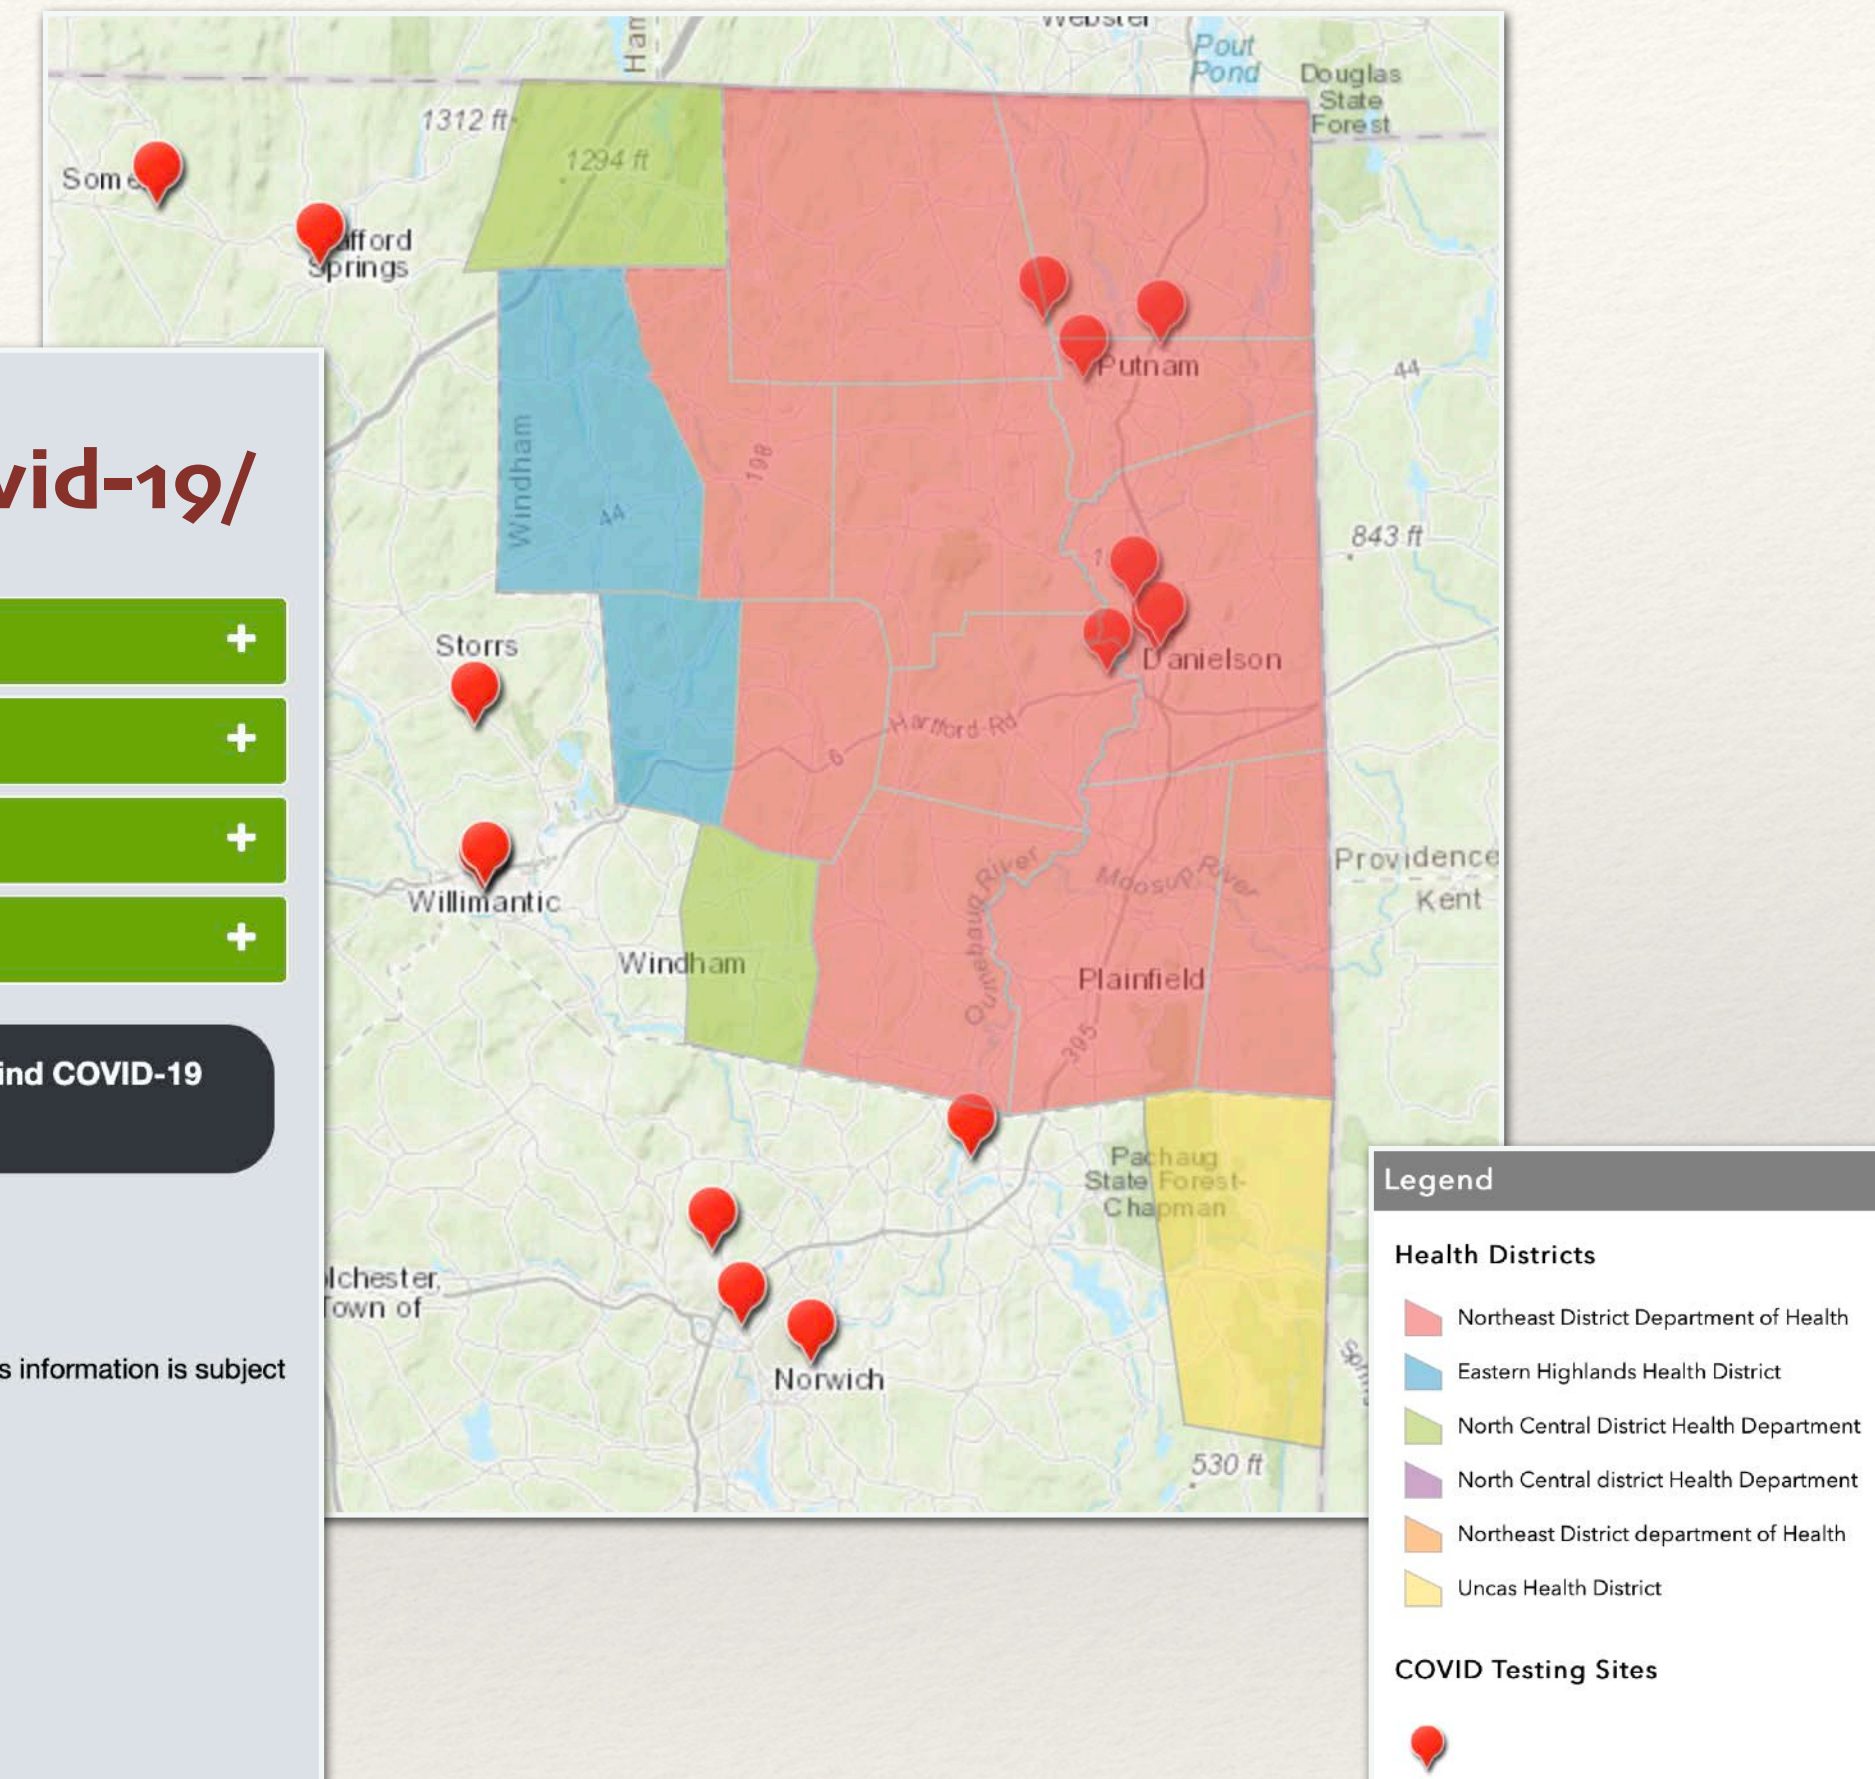 Webster
Ham
Pout
Pond
Douglas
State
Forest
1312 ft
1294 ft
Some
afford
Springs
Putnam
44
vid-19/
Windham
198
44
843 ft
Storrs
Danielson
Hartford Rd
6
Willimantic
Quinebaug River
Moosup River
Providence
Kent
Windham
Plainfield
395
ind COVID-19
Pachaug
State Forest-
Chapman
lchester,
Town of
s information is subject
Norwich
530 ft
Legend
Health Districts
Northeast District Department of Health
Eastern Highlands Health District
North Central District Health Department
North Central district Health Department
Northeast District department of Health
Uncas Health District
COVID Testing Sites